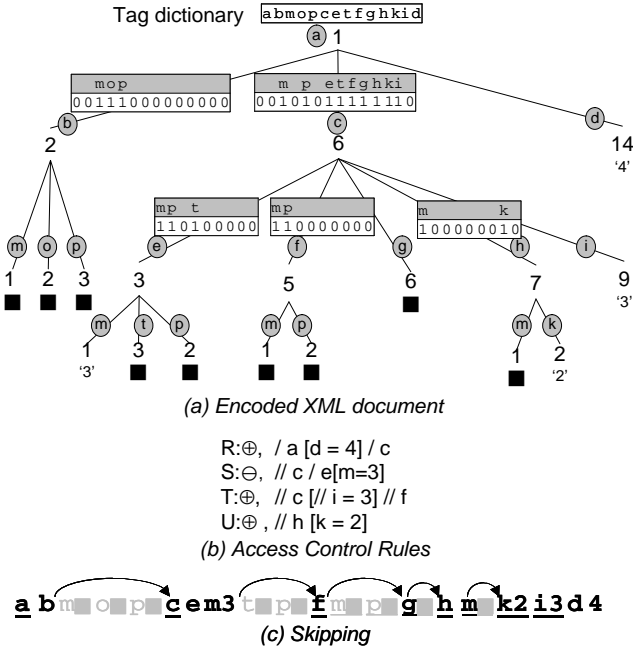 Tag dictionary abmopcetfghkid
a 1
mop m p etfghki
00111000000000 00101011111110
b c d
2 6 14
'4'
mp t mp m k
110100000 110000000 100000010
m o p e f g h i
1 2 3 3 5 6 7 9
'3'
m t p m p m k
1 3 2 1 2 1 2
'3' '2'
(a) Encoded XML document
R:⊕, / a [d = 4] / c
S:⊖, // c / e[m=3]
T:⊕, // c [// i = 3] // f
U:⊕ , // h [k = 2]
(b) Access Control Rules
a b m o p c e m 3 t p f m p g h m k 2 i 3 d 4
(c) Skipping